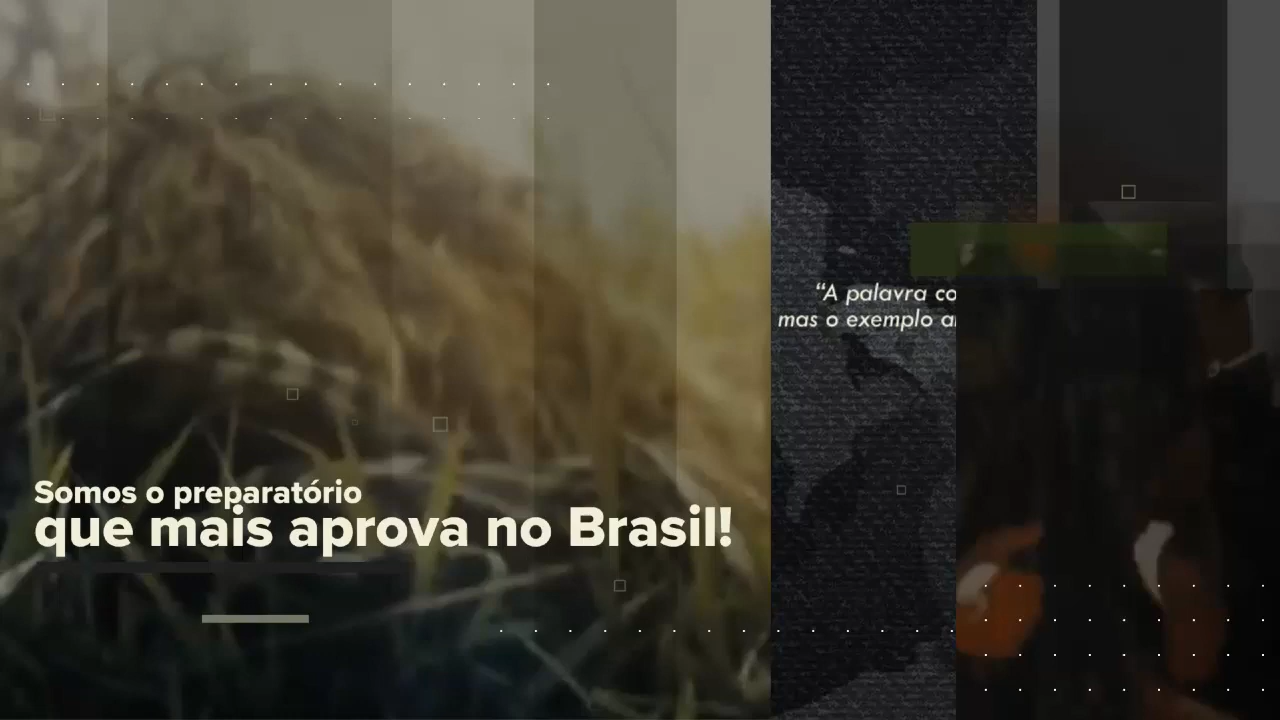 Somos o preparatório
que mais aprova no Brasil!
“A palavra co
mas o exemplo a